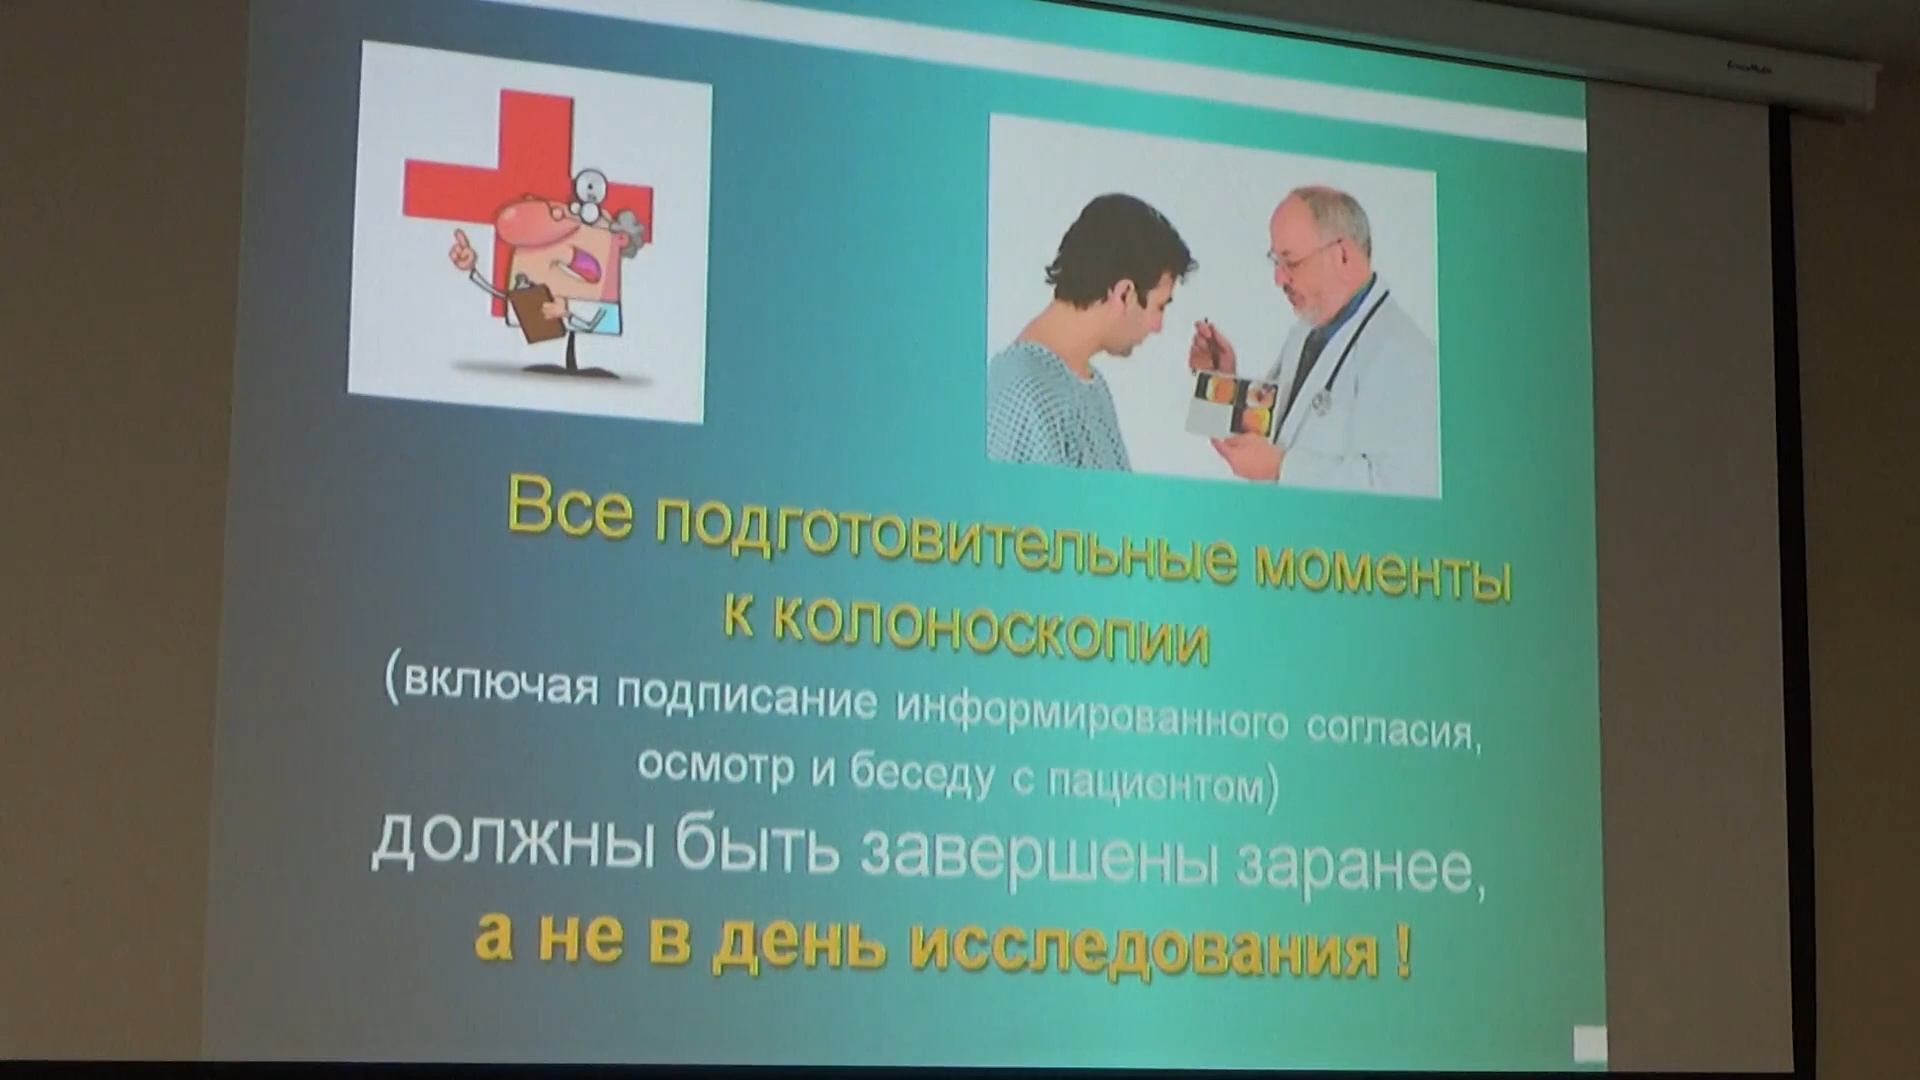 Все подготовительные моменты
к колоноскопии
(включая подписание информированного согласия,
осмотр и беседу с пациентом)
должны быть завершены заранее,
а не в день исследования !